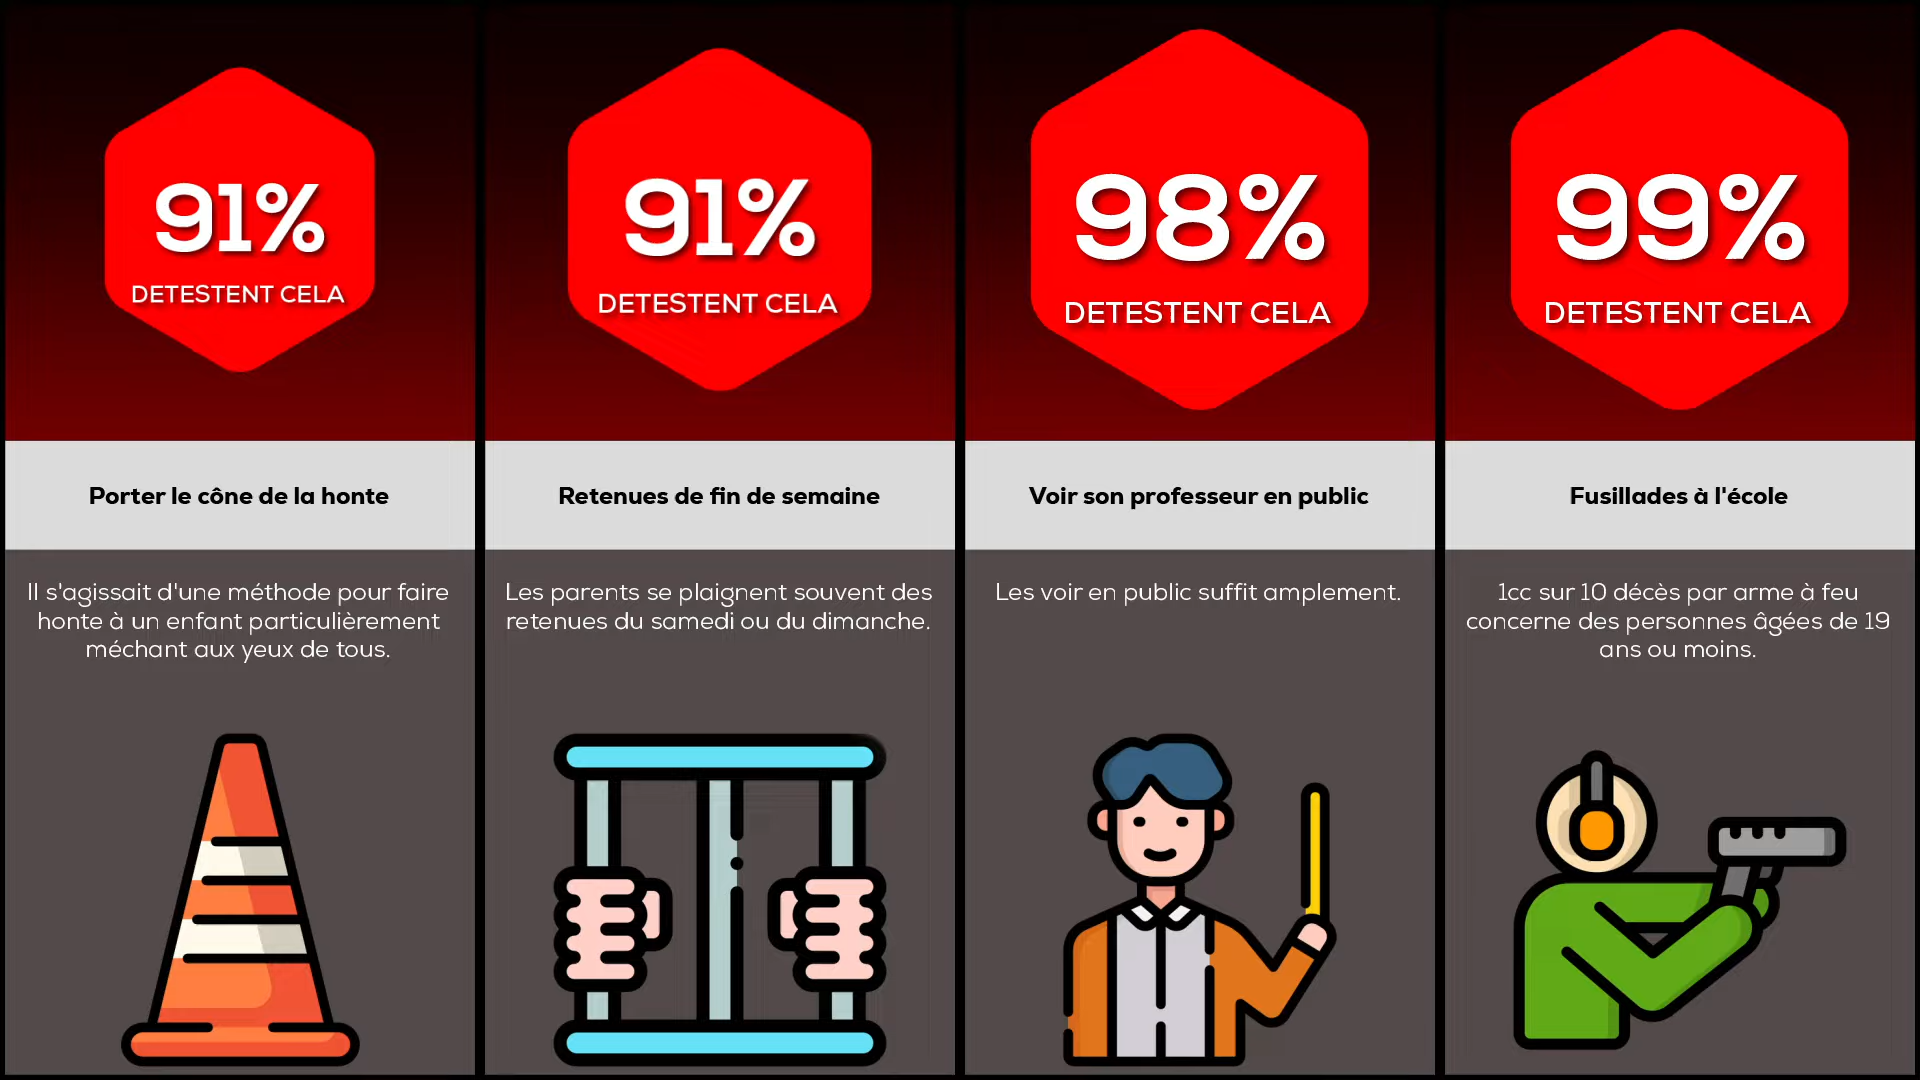 91%
DETESTENT CELA
Porter le cône de la honte
Il s'agissait d'une méthode pour faire
honte à un enfant particulièrement
méchant aux yeux de tous.
91%
DETESTENT CELA
Retenues de fin de semaine
Les parents se plaignent souvent des
retenues du samedi ou du dimanche.
98%
DETESTENT CELA
Voir son professeur en public
Les voir en public suffit amplement.
99%
DETESTENT CELA
Fusillades à l'école
1cc sur 10 décès par arme à feu
concerne des personnes âgées de 19
ans ou moins.